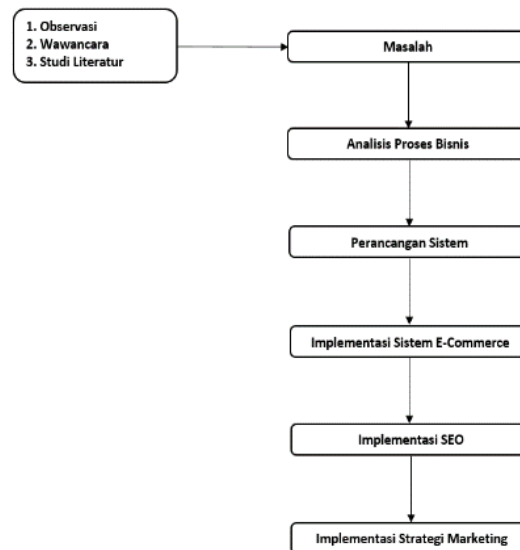 1. Observasi
2. Wawancara
3. Studi Literatur
Masalah
Analisis Proses Bisnis
Perancangan Sistem
Implementasi Sistem E-Commerce
Implementasi SEO
Implementasi Strategi Marketing